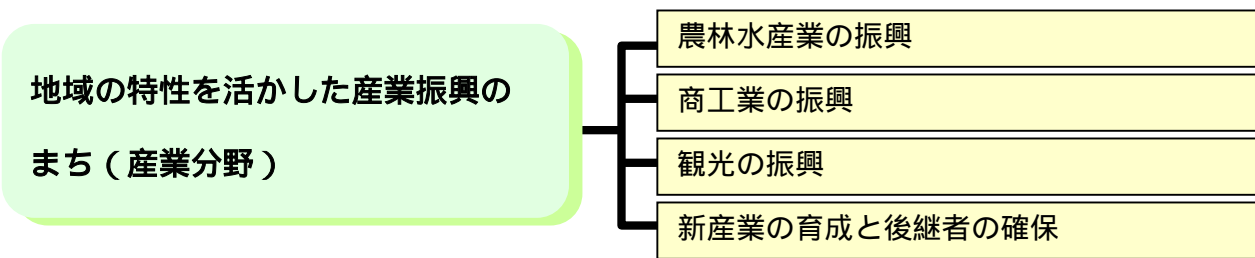 地域の特性を活かした産業振興の
まち（産業分野）
農林水産業の振興
商工業の振興
観光の振興
新産業の育成と後継者の確保